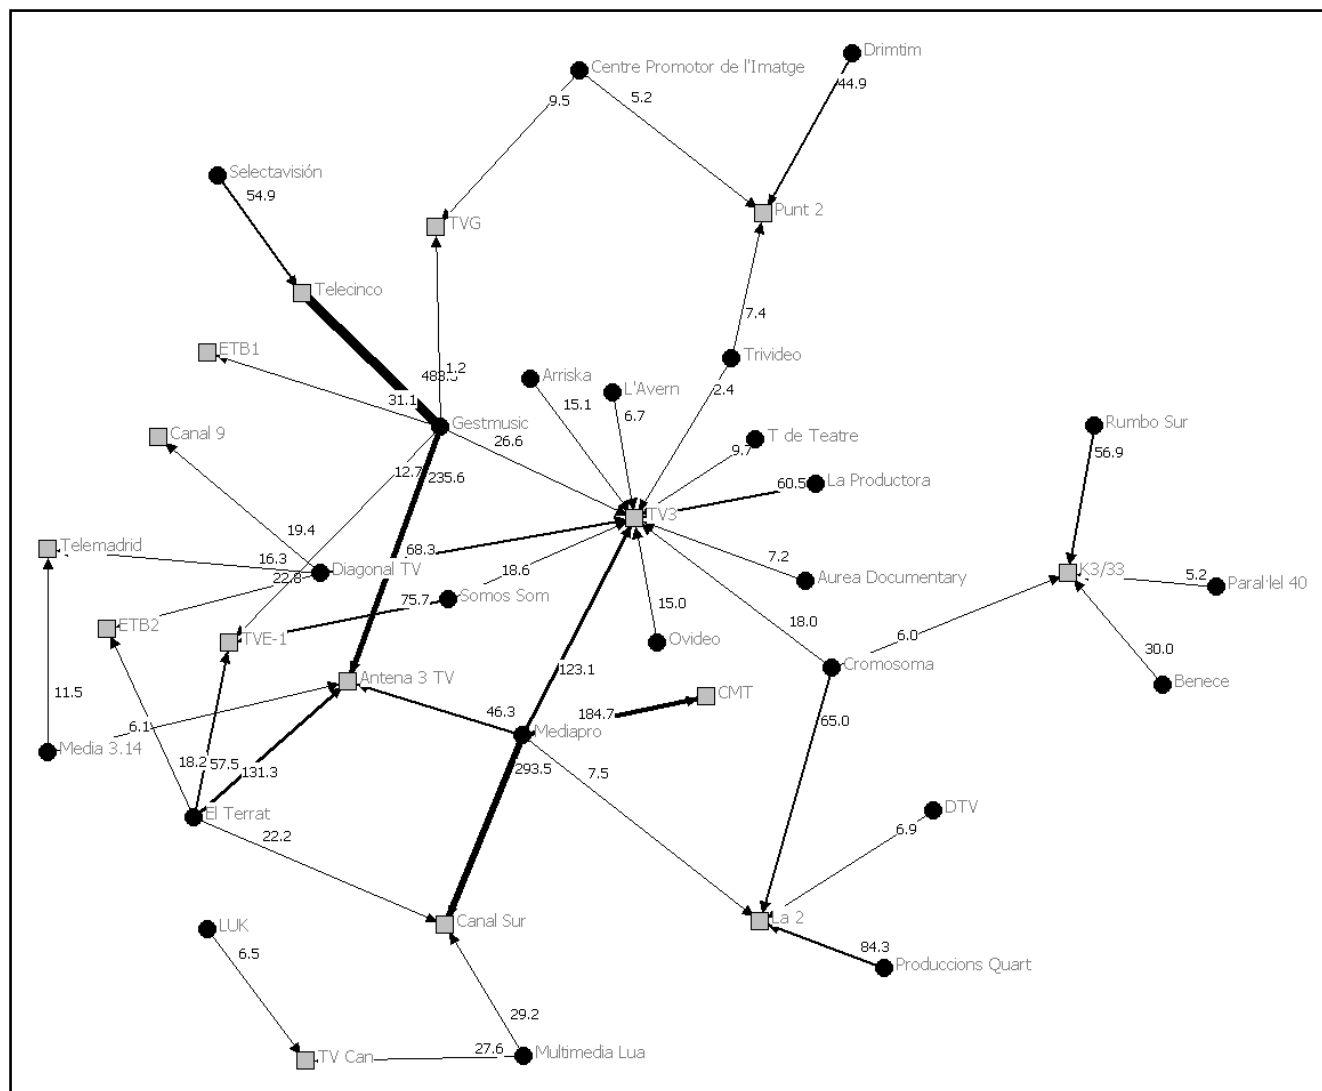 Drimtim
Centre Promotor de l'Imatge
44.9
9.5
5.2
Selectavisión
54.9
Punt 2
TVG
Telecinco
7.4
ETB1
Trivideo
1.2
Arriska
L'Avern
2.4
31.1
15.1
6.7
Gestmusic
Rumbo Sur
Canal 9
26.6
T de Teatre
9.7
56.9
12.7
235.6
60.5
La Productora
TV3
19.4
Telemadrid
16.3
68.3
7.2
Diagonal TV
18.6
Aurea Documentary
K3/33
5.2
Paral·lel 40
22.8
75.7
Somos Som
ETB2
TVE-1
15.0
Ovideo
18.0
6.0
30.0
Cromosoma
Antena 3 TV
123.1
Benece
11.5
CMT
6.1
46.3
184.7
65.0
Mediapro
Media 3.14
18.2
57.5
131.3
293.5
7.5
El Terrat
DTV
22.2
6.9
LUK
Canal Sur
La 2
6.5
84.3
Produccions Quart
29.2
27.6
Multimedia Lua
TV Can